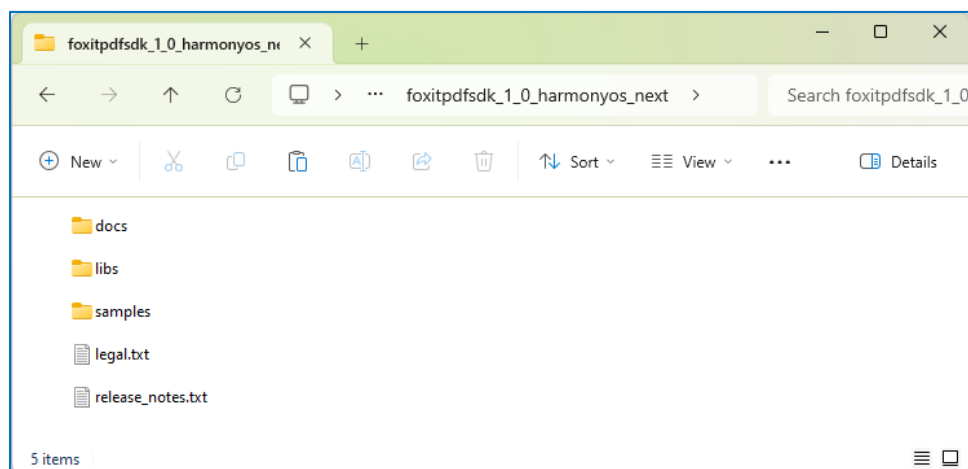 foxitpdfsdk_1_0_harmonyos_ne
foxitpdfsdk_1_0_harmonyos_next
Search foxitpdfsdk_1_0
New
Sort
View
Details
docs
libs
samples
legal.txt
release_notes.txt
5 items